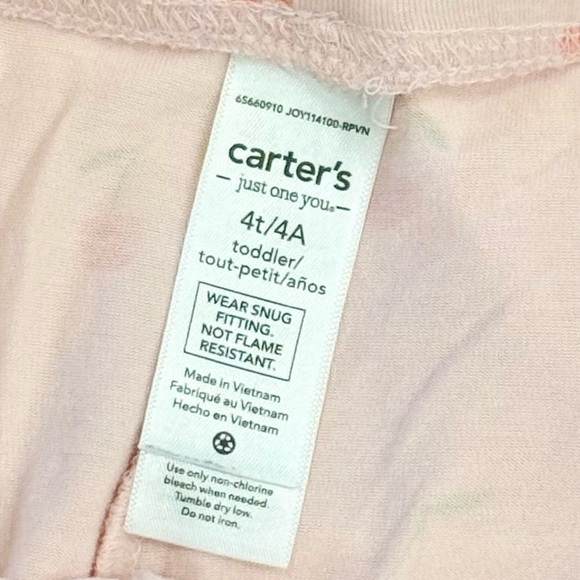 65660910 JOY114100-RPVN
carter's
just one you®
4t/4A
toddler/
tout-petit/años
WEAR SNUG
FITTING.
NOT FLAME
RESISTANT.
Made in Vietnam
Fabriqué au Vietnam
Hecho en Vietnam
Use only non-chlorine
bleach when needed.
Tumble dry low.
Do not iron.